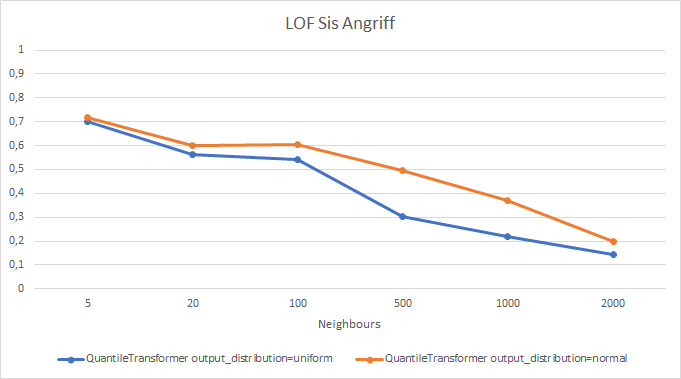 LOF Sis Angriff
1
0,9
0,8
0,7
0,6
0,5
0,4
0,3
0,2
0,1
0
5 20 100 500 1000 2000
Neighbours
QuantileTransformer output_distribution=uniform QuantileTransformer output_distribution=normal